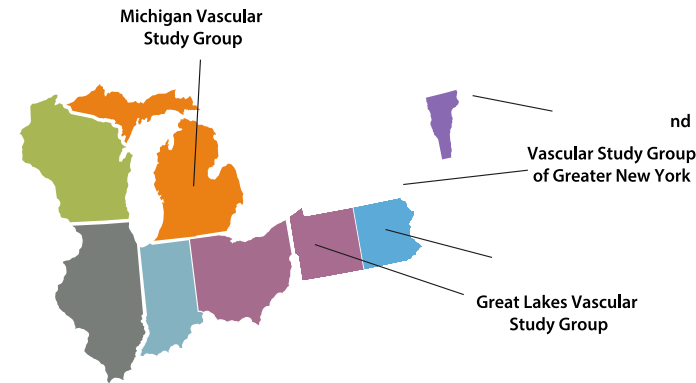 Michigan Vascular
Study Group
nd
Vascular Study Group
of Greater New York
Great Lakes Vascular
Study Group